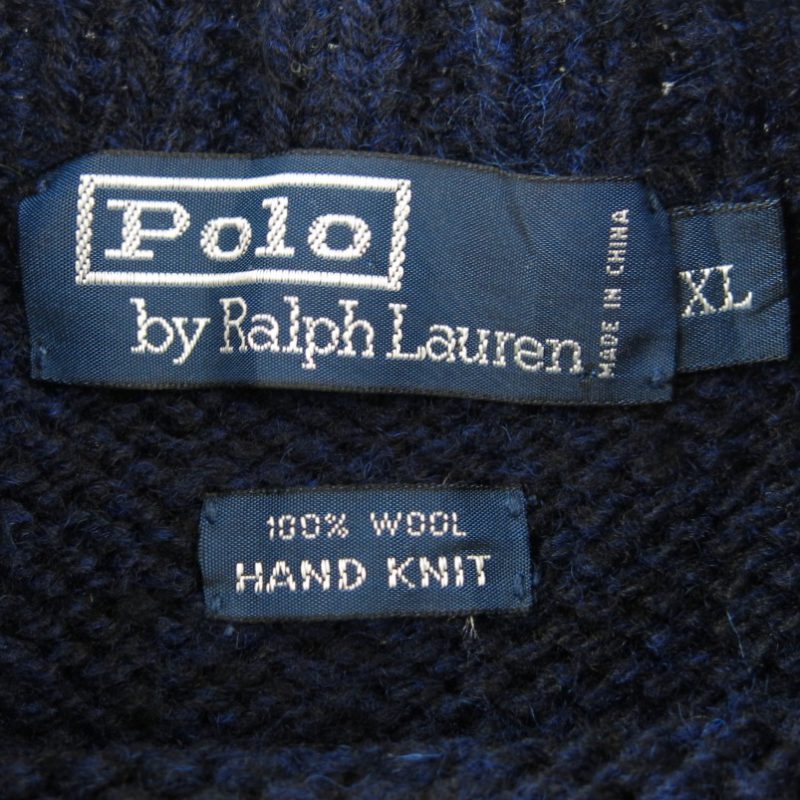 Polo
by Ralph Lauren
MADE IN CHINA
XL
100% WOOL
HAND KNIT